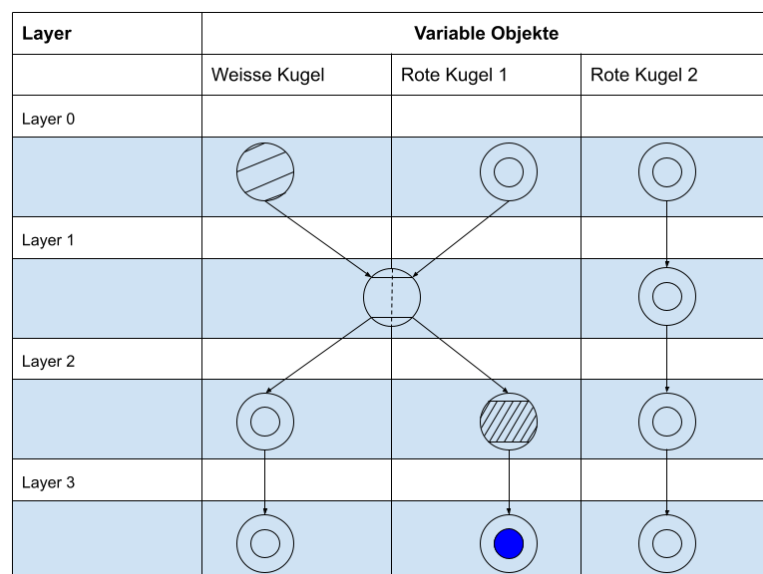 Layer Variable Objekte
Weisse Kugel Rote Kugel 1 Rote Kugel 2
Layer 0
Layer 1
Layer 2
Layer 3